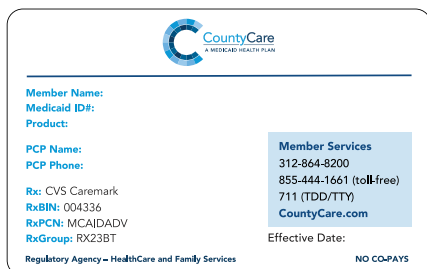 CountyCare
A MEDICAID HEALTH PLAN
Member Name:
Medicaid ID#:
Product:
PCP Name:
PCP Phone:
Rx: CVS Caremark
RxBIN: 004336
RxPCN: MCAIDADV
RxGroup: RX23BT
Member Services
312-864-8200
855-444-1661 (toll-free)
711 (TDD/TTY)
CountyCare.com
Effective Date:
Regulatory Agency – HealthCare and Family Services
NO CO-PAYS